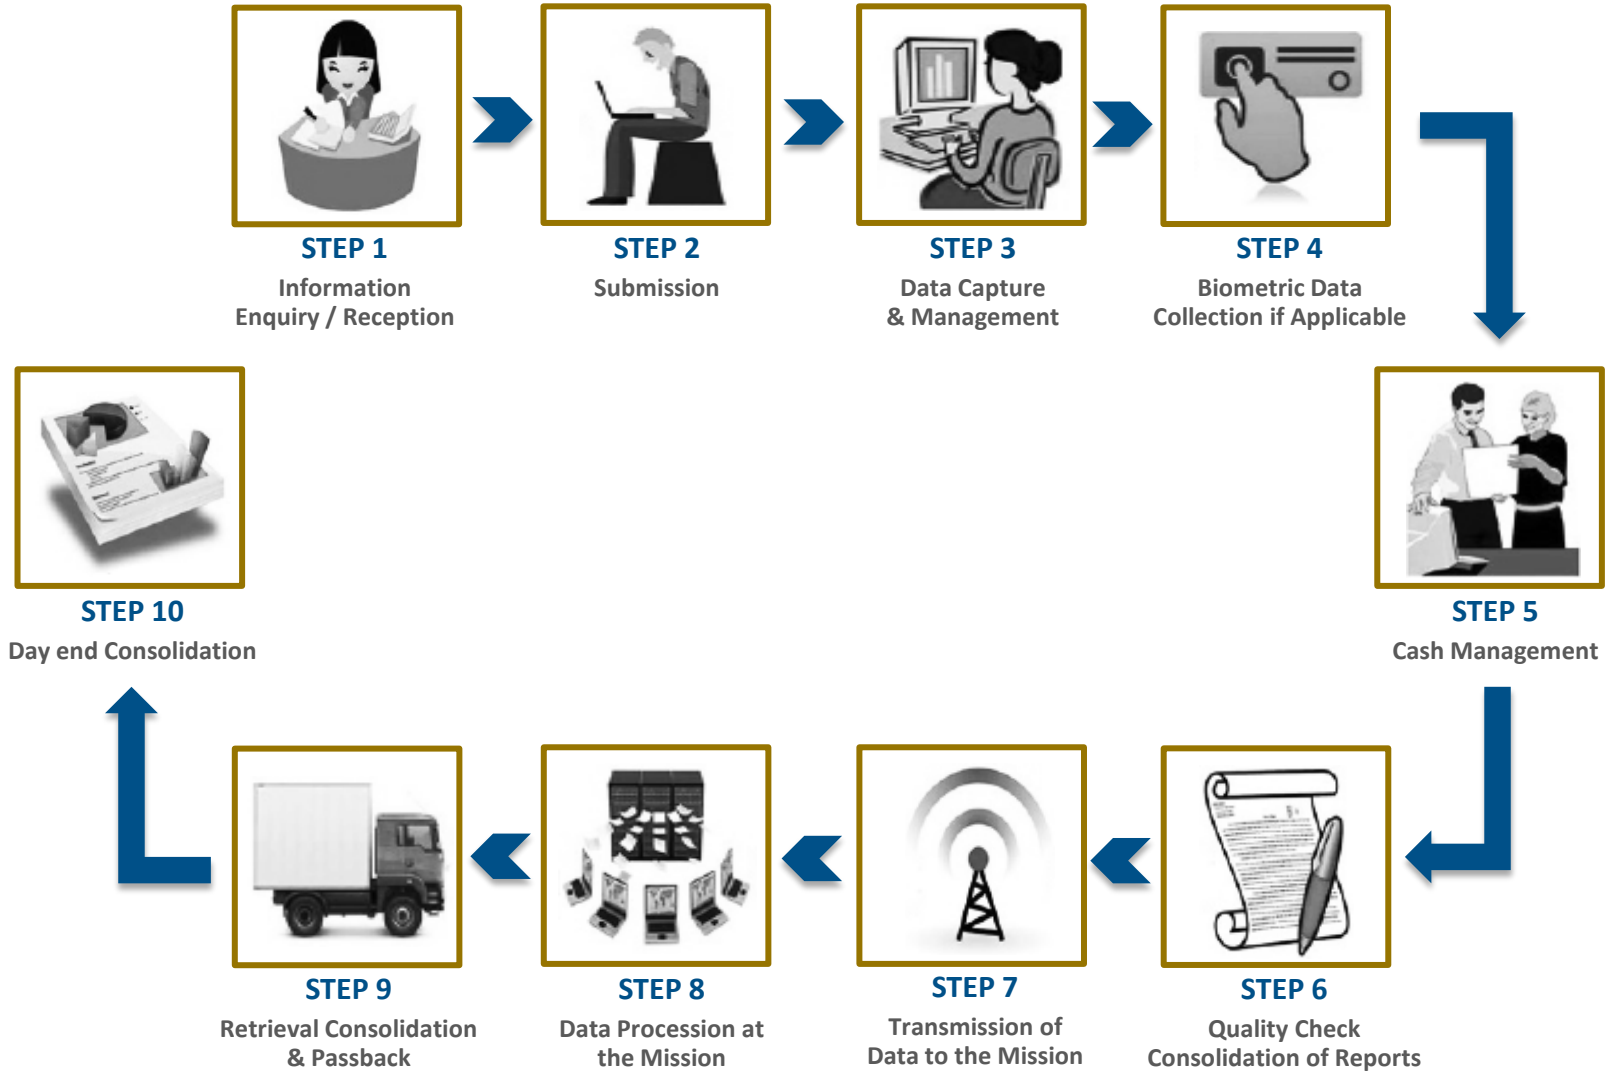 STEP 1
Information
Enquiry / Reception
STEP 2
Submission
STEP 3
Data Capture
& Management
STEP 4
Biometric Data
Collection if Applicable
STEP 5
Cash Management
STEP 6
Quality Check
Consolidation of Reports
STEP 7
Transmission of
Data to the Mission
STEP 8
Data Procession at
the Mission
STEP 9
Retrieval Consolidation
& Passback
STEP 10
Day end Consolidation